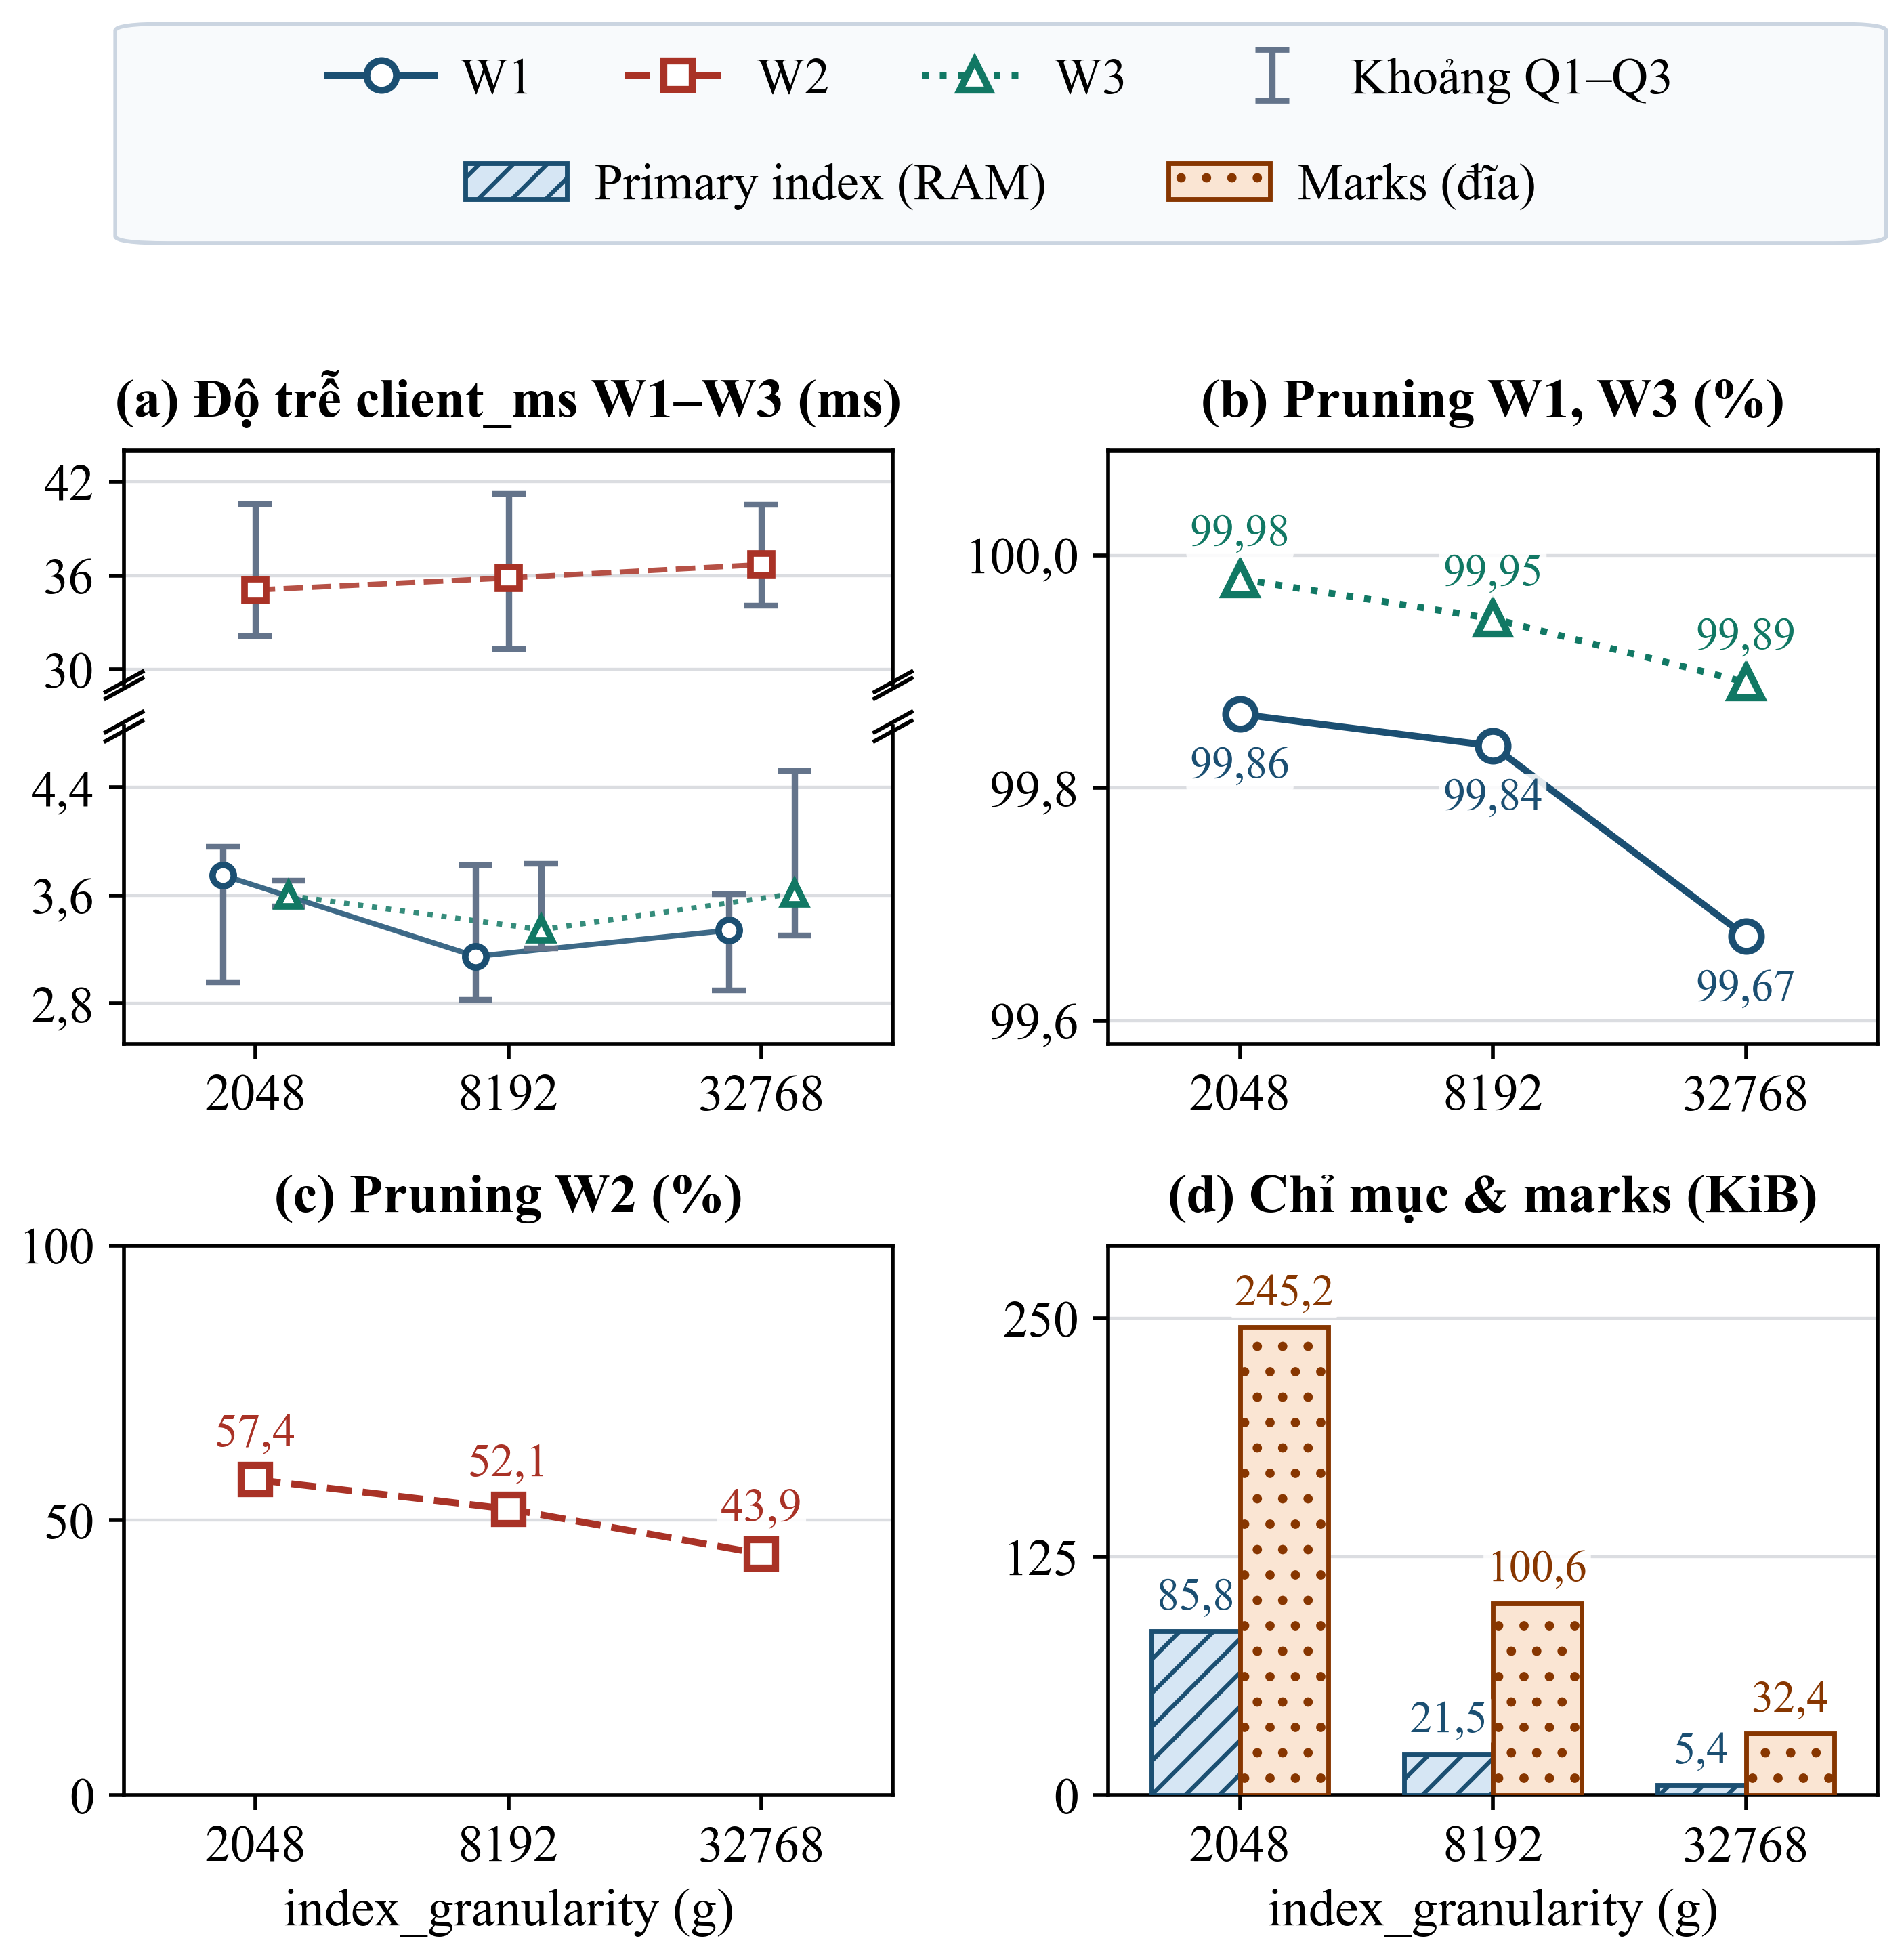 W1 W2 W3 Khoảng Q1–Q3
Primary index (RAM) Marks (đĩa)
(a) Độ trễ client_ms W1–W3 (ms)
42
36
30
4,4
3,6
2,8
2048 8192 32768
(b) Pruning W1, W3 (%)
100,0
99,8
99,6
99,98
99,95
99,89
99,86
99,84
99,67
2048 8192 32768
(c) Pruning W2 (%)
100
50
0
57,4
52,1
43,9
2048 8192 32768
index_granularity (g)
(d) Chỉ mục & marks (KiB)
250
125
0
245,2
85,8
100,6
21,5
32,4
5,4
2048 8192 32768
index_granularity (g)